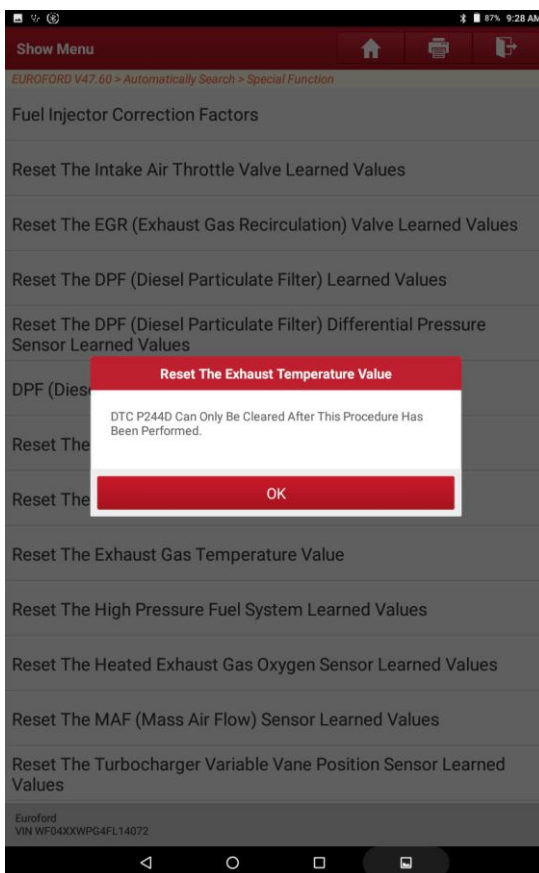 87% 9:28 AM
Show Menu
EUROFORD V47.60 > Automatically Search > Special Function
Fuel Injector Correction Factors
Reset The Intake Air Throttle Valve Learned Values
Reset The EGR (Exhaust Gas Recirculation) Valve Learned Values
Reset The DPF (Diesel Particulate Filter) Learned Values
Reset The DPF (Diesel Particulate Filter) Differential Pressure
Sensor Learned Values
Reset The Exhaust Temperature Value
DPF (Dies
DTC P244D Can Only Be Cleared After This Procedure Has
Been Performed.
Reset The
OK
Reset The
Reset The Exhaust Gas Temperature Value
Reset The High Pressure Fuel System Learned Values
Reset The Heated Exhaust Gas Oxygen Sensor Learned Values
Reset The MAF (Mass Air Flow) Sensor Learned Values
Reset The Turbocharger Variable Vane Position Sensor Learned
Values
Euroford
VIN WF04XXWPG4FL14072